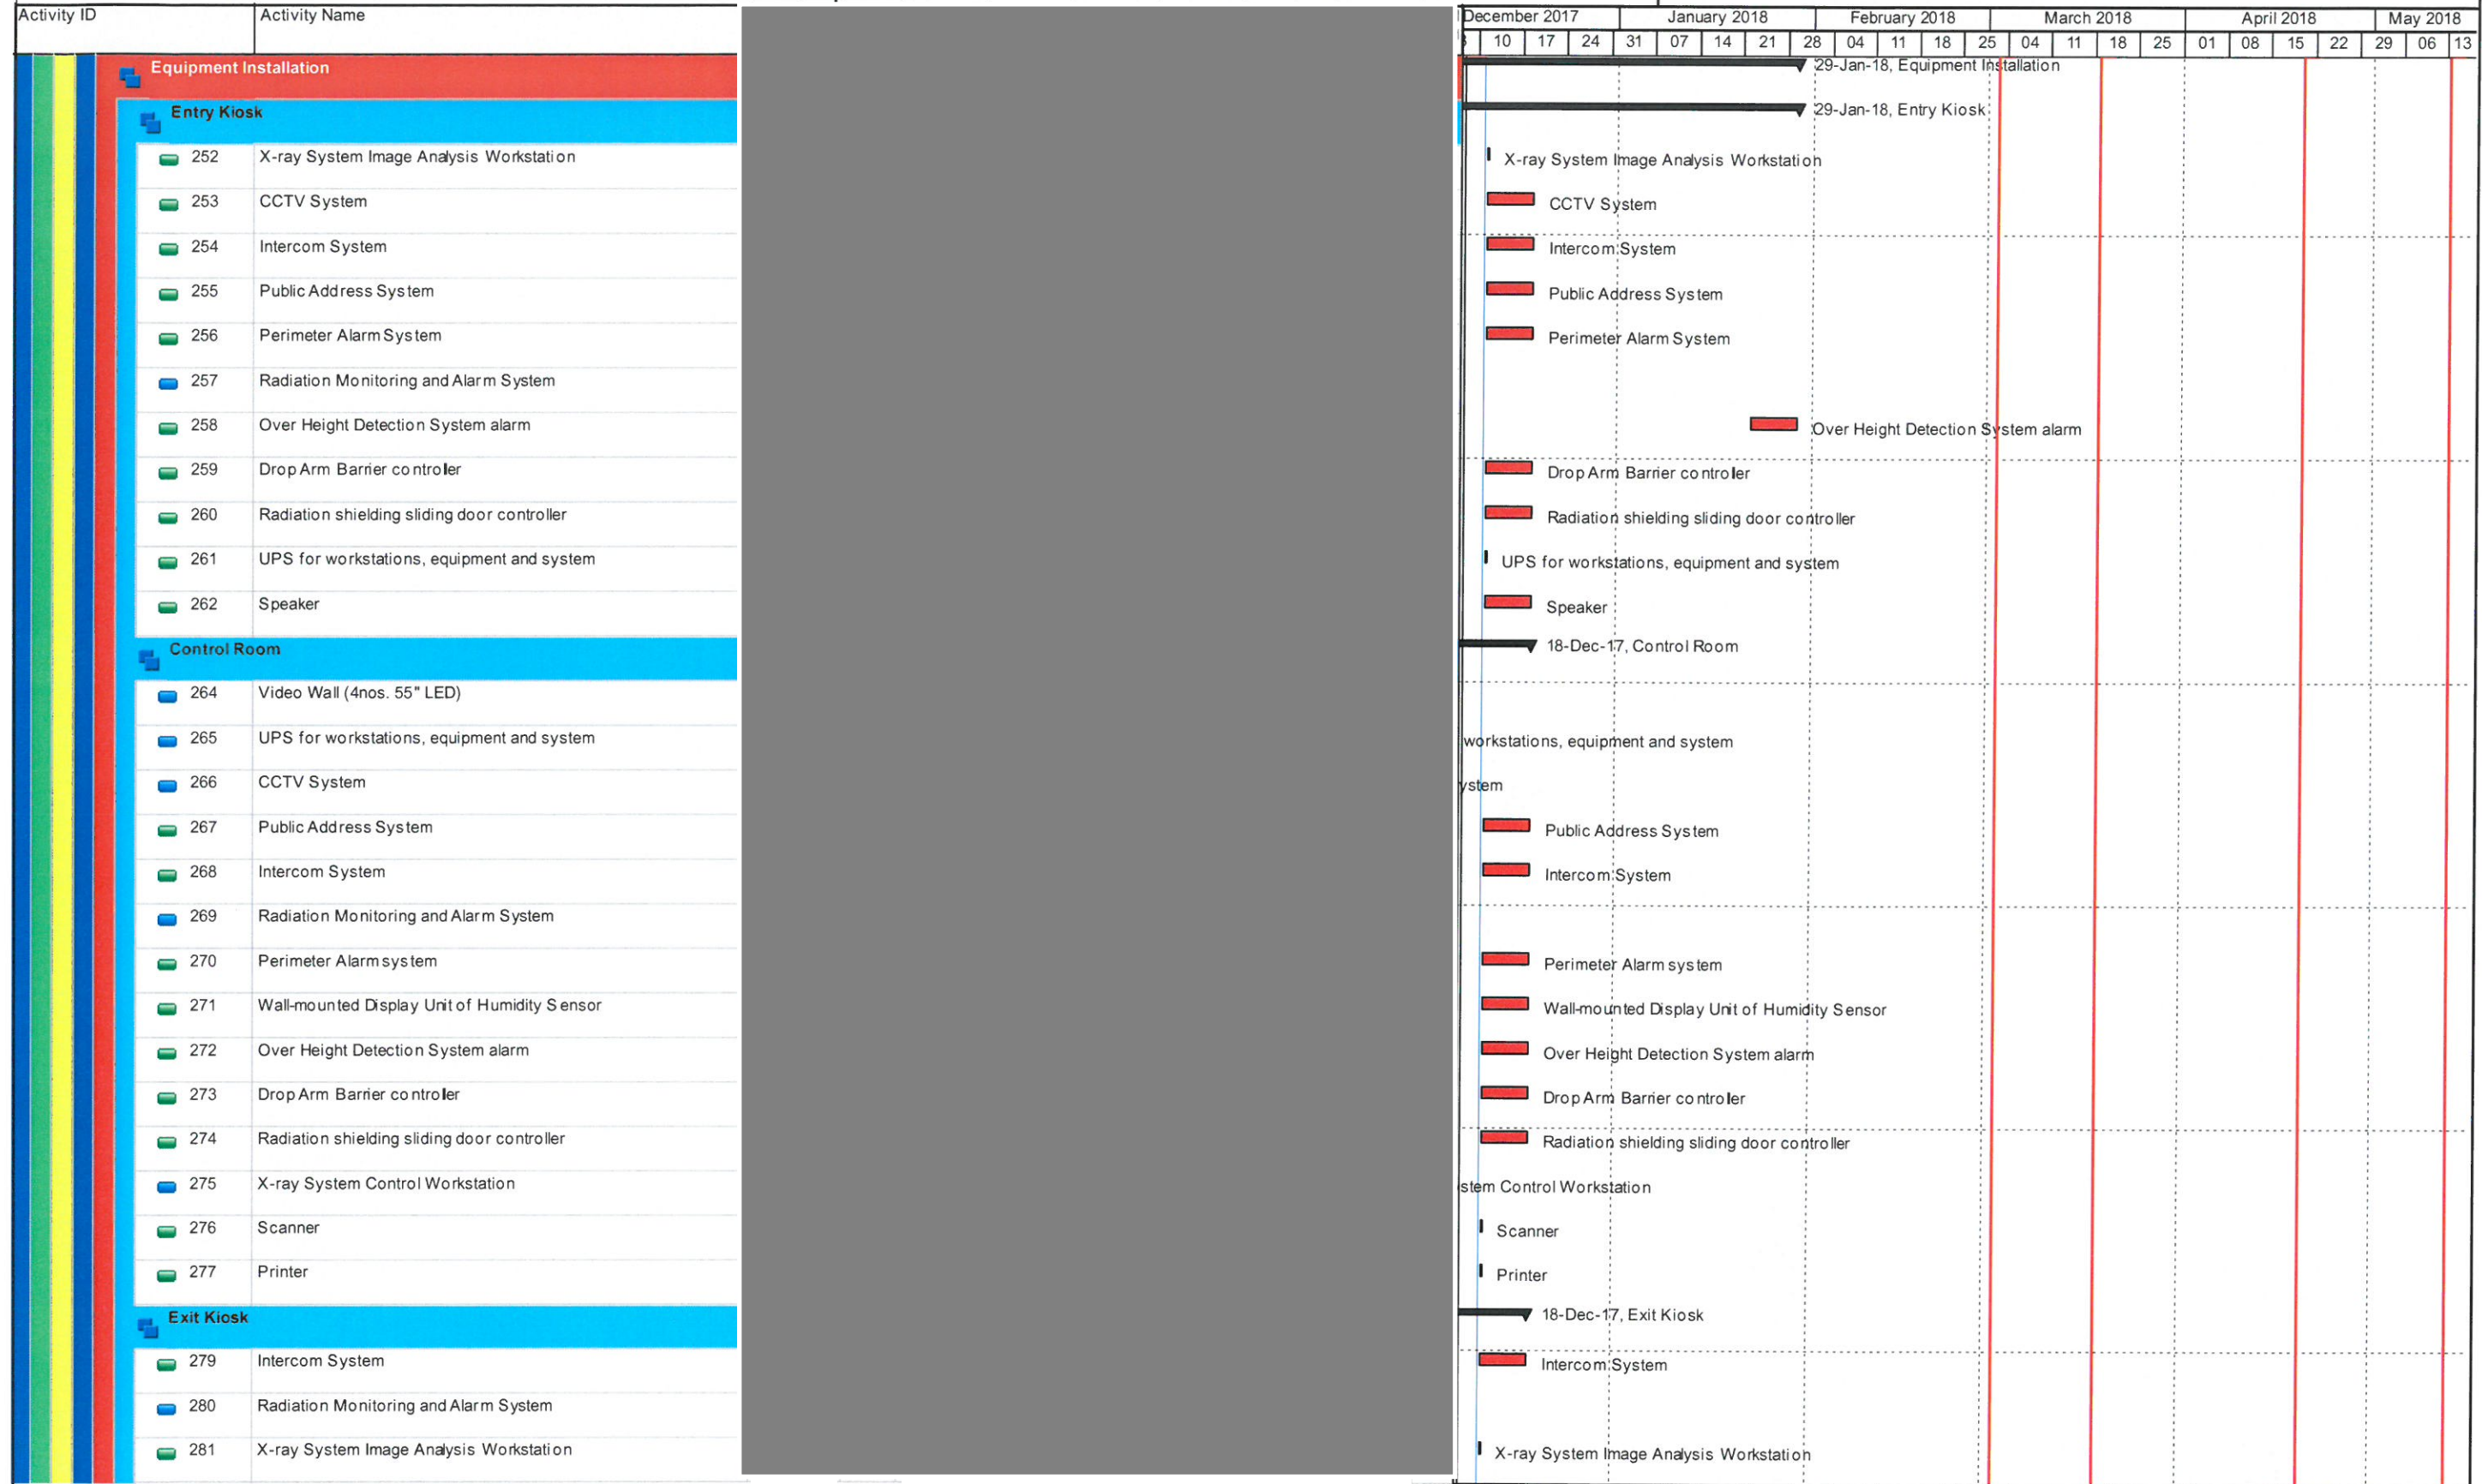 Activity ID Activity Name December 2017 January 2018 February 2018 March 2018 April 2018 May 2018
10 17 24 31 07 14 21 28 04 11 18 25 04 11 18 25 01 08 15 22 29 06 13
Equipment Installation 29-Jan-18, Equipment Installation
Entry Kiosk 29-Jan-18, Entry Kiosk
252 X-ray System Image Analysis Workstation X-ray System Image Analysis Workstation
253 CCTV System CCTV System
254 Intercom System Intercom System
255 Public Address System Public Address System
256 Perimeter Alarm System Perimeter Alarm System
257 Radiation Monitoring and Alarm System
258 Over Height Detection System alarm Over Height Detection System alarm
259 Drop Arm Barrier controler Drop Arm Barrier controler
260 Radiation shielding sliding door controller Radiation shielding sliding door controller
261 UPS for workstations, equipment and system UPS for workstations, equipment and system
262 Speaker Speaker
Control Room 18-Dec-17, Control Room
264 Video Wall (4nos. 55" LED)
265 UPS for workstations, equipment and system workstations, equipment and system
266 CCTV System ystem
267 Public Address System Public Address System
268 Intercom System Intercom System
269 Radiation Monitoring and Alarm System
270 Perimeter Alarm system Perimeter Alarm system
271 Wall-mounted Display Unit of Humidity Sensor Wall-mounted Display Unit of Humidity Sensor
272 Over Height Detection System alarm Over Height Detection System alarm
273 Drop Arm Barrier controler Drop Arm Barrier controler
274 Radiation shielding sliding door controller Radiation shielding sliding door controller
275 X-ray System Control Workstation stem Control Workstation
276 Scanner Scanner
277 Printer Printer
Exit Kiosk 18-Dec-17, Exit Kiosk
279 Intercom System Intercom System
280 Radiation Monitoring and Alarm System
281 X-ray System Image Analysis Workstation X-ray System Image Analysis Workstation